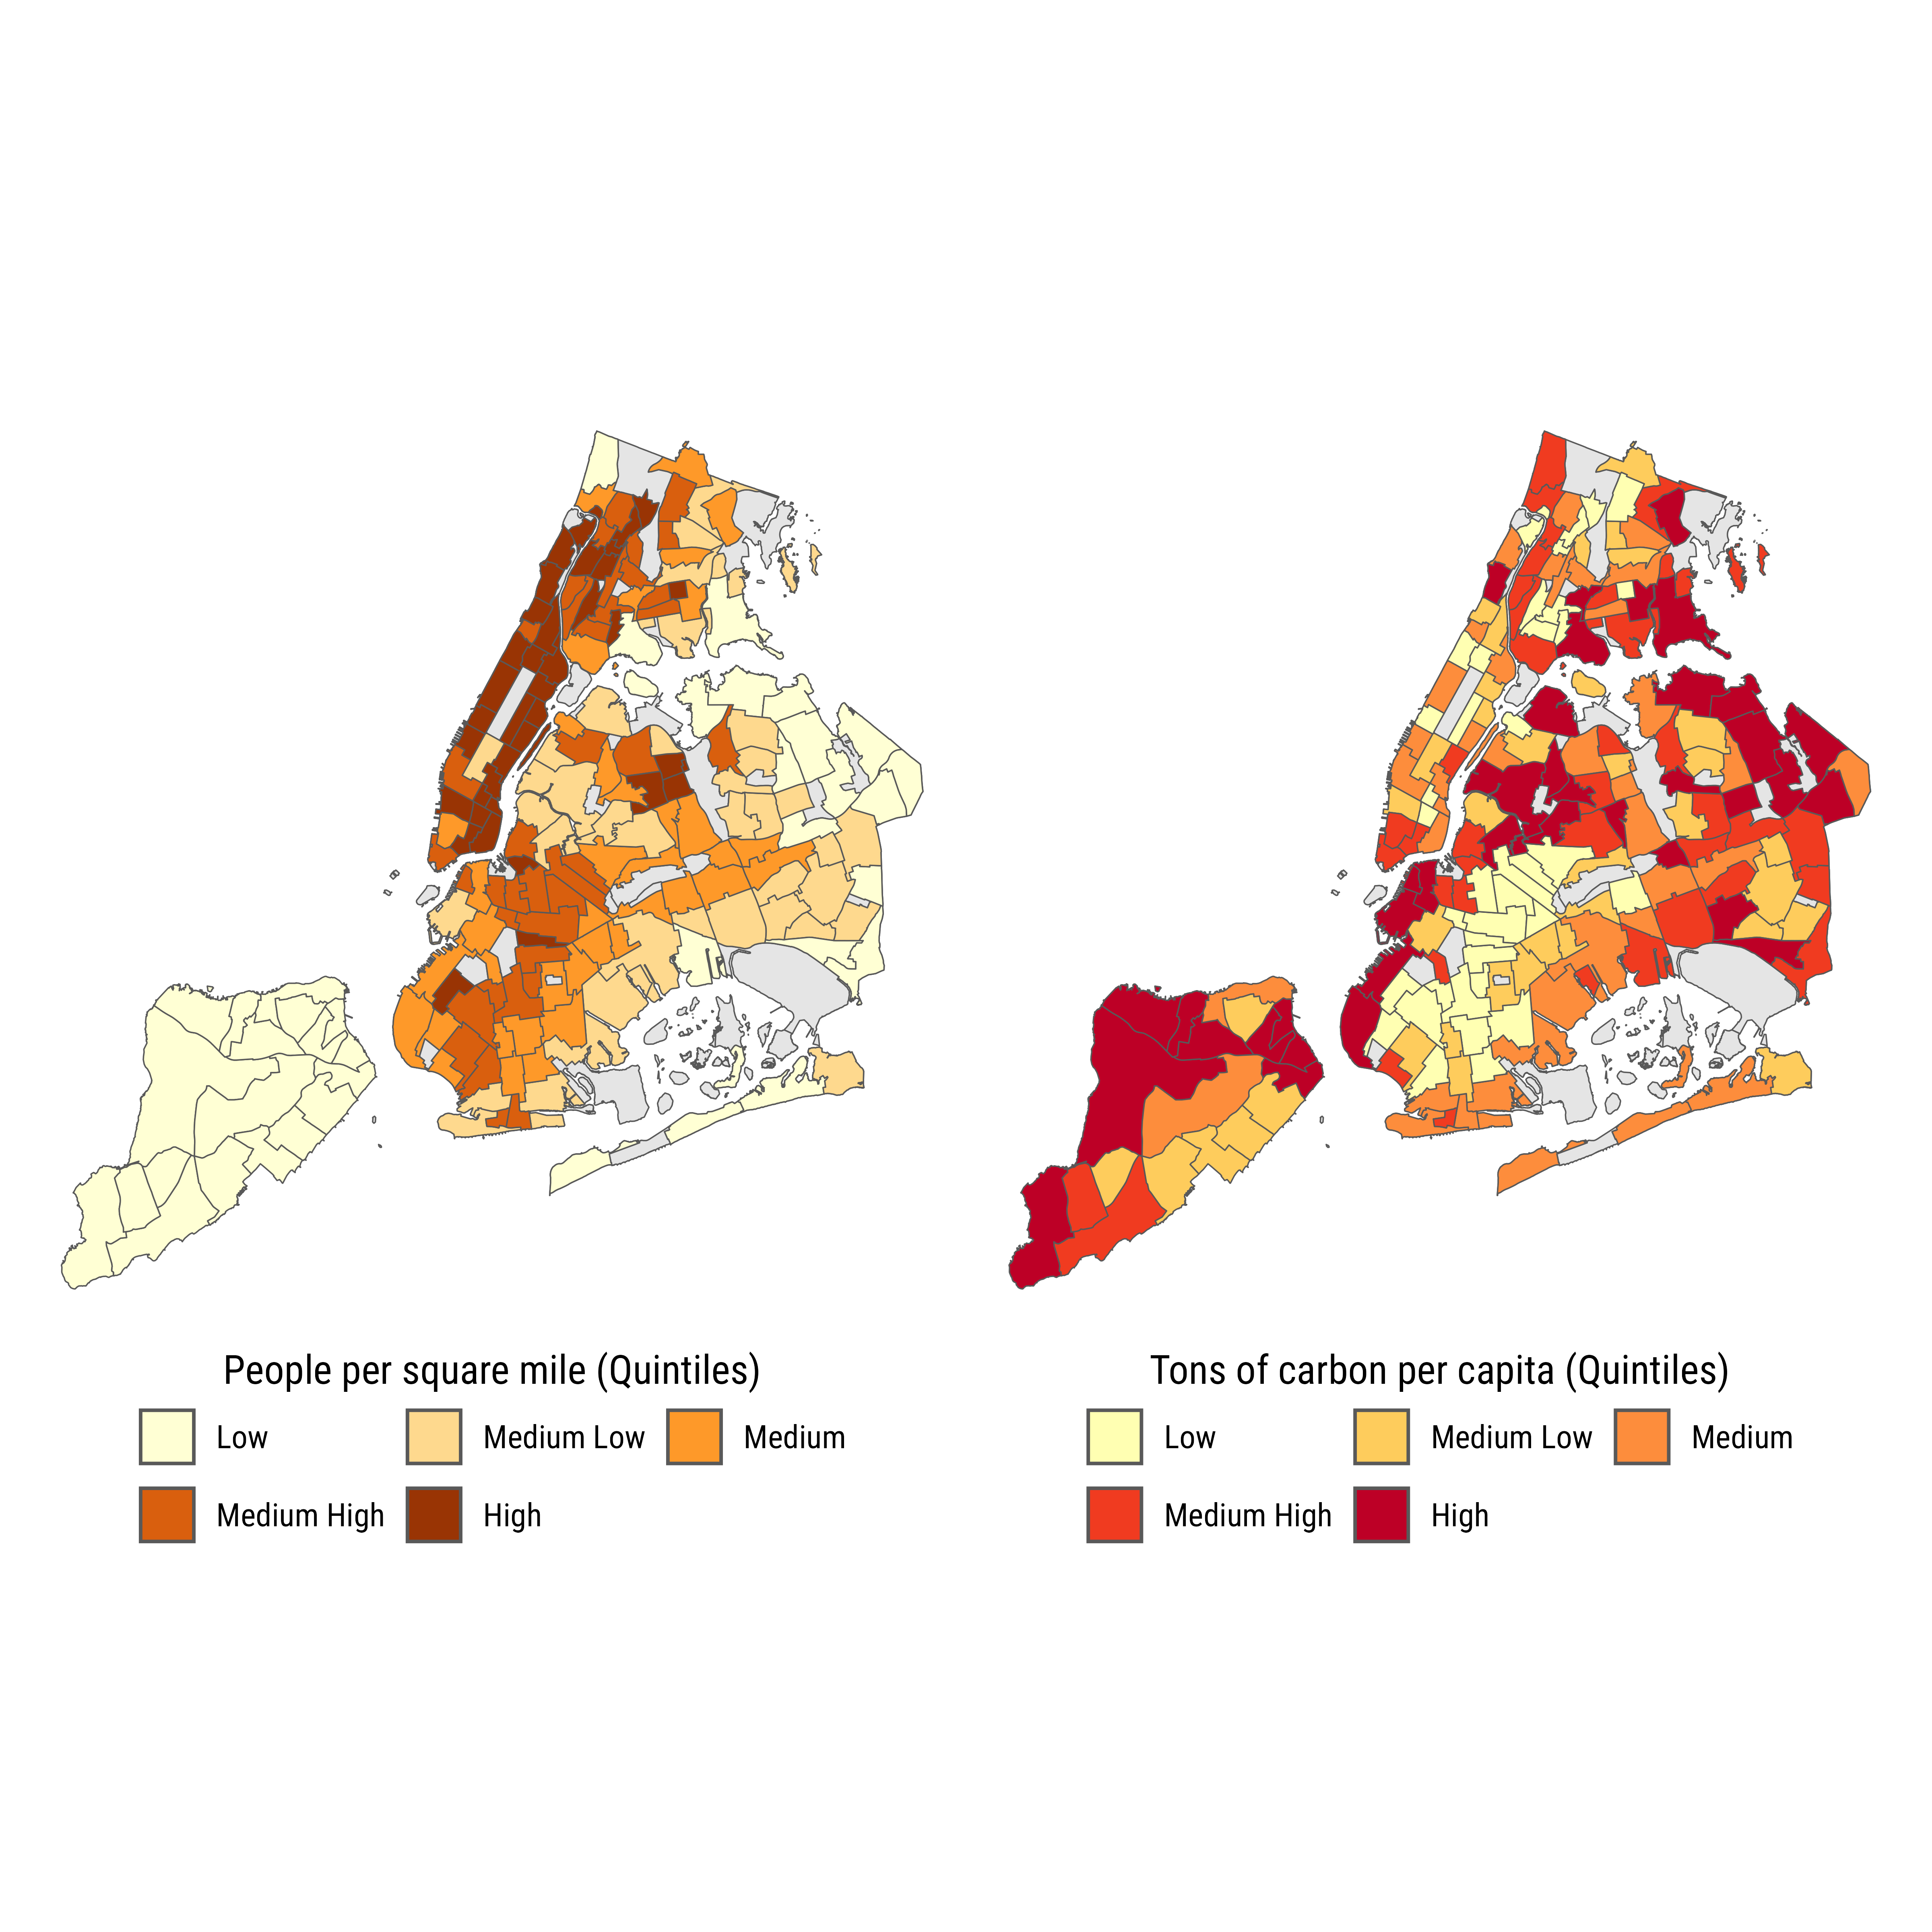 People per square mile (Quintiles)
Low
Medium Low
Medium
Medium High
High
Tons of carbon per capita (Quintiles)
Low
Medium Low
Medium
Medium High
High